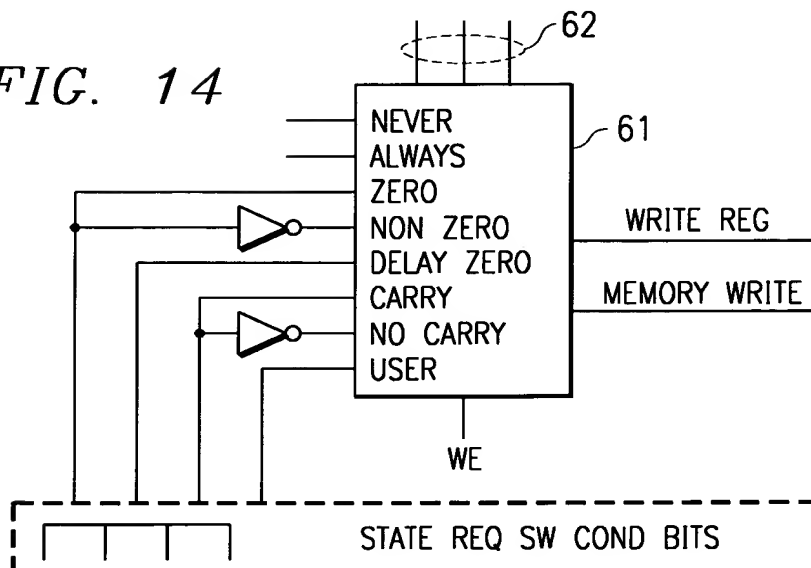 FIG. 14
62
NEVER
ALWAYS
ZERO
NON ZERO
DELAY ZERO
CARRY
NO CARRY
USER
61
WRITE REG
MEMORY WRITE
WE
STATE REQ SW COND BITS